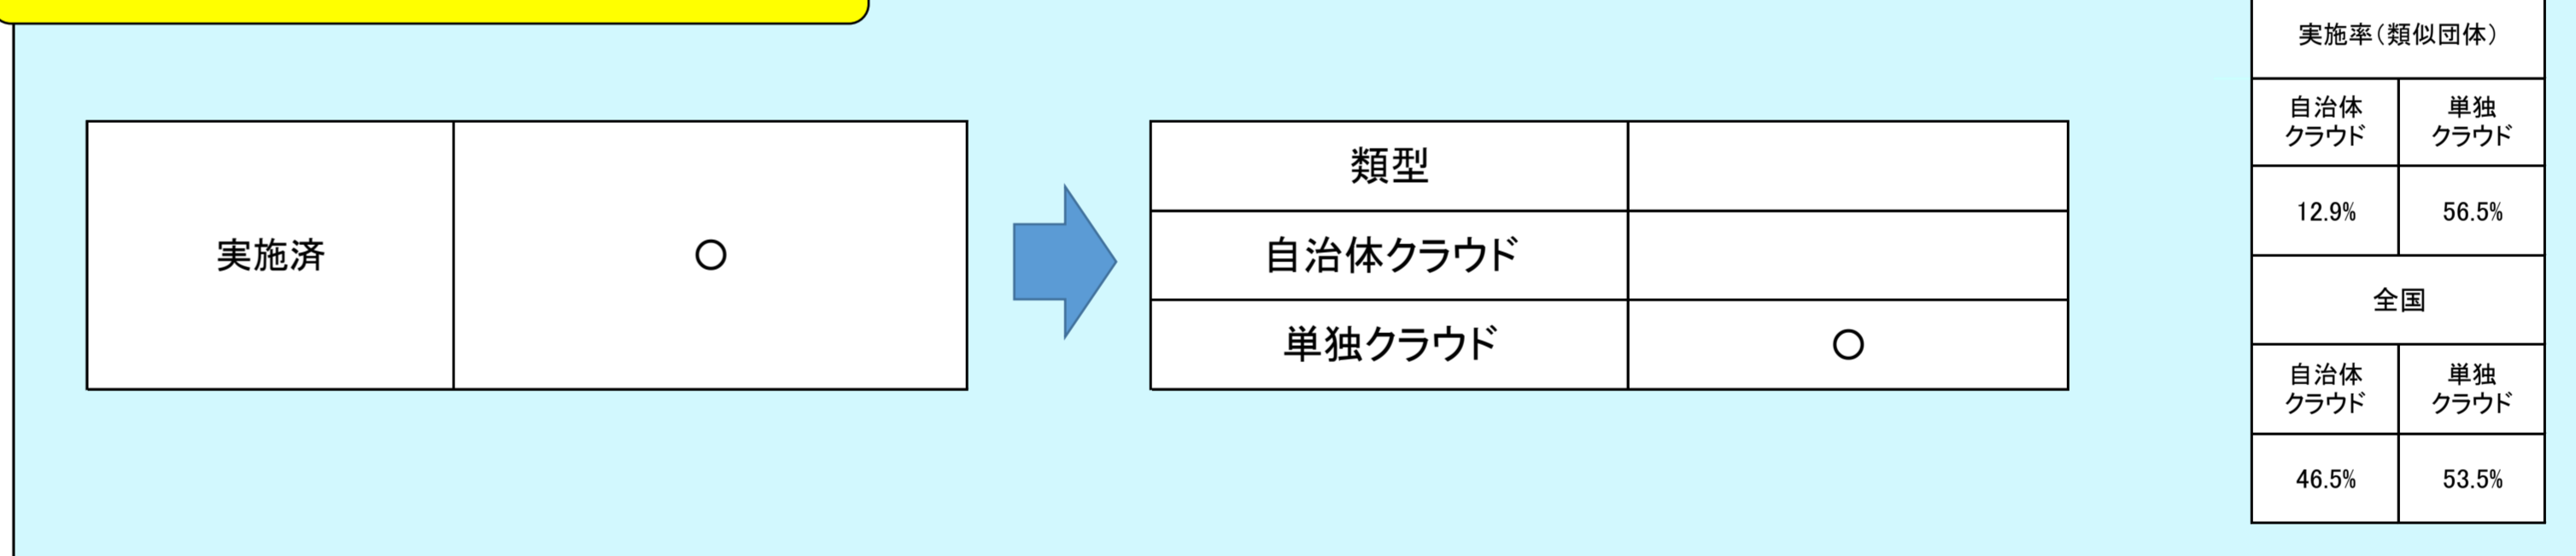 実施済 ○
類型
自治体クラウド
単独クラウド ○
実施率(類似団体)
自治体
クラウド
単独
クラウド
12.9% 56.5%
全国
自治体
クラウド
単独
クラウド
46.5% 53.5%